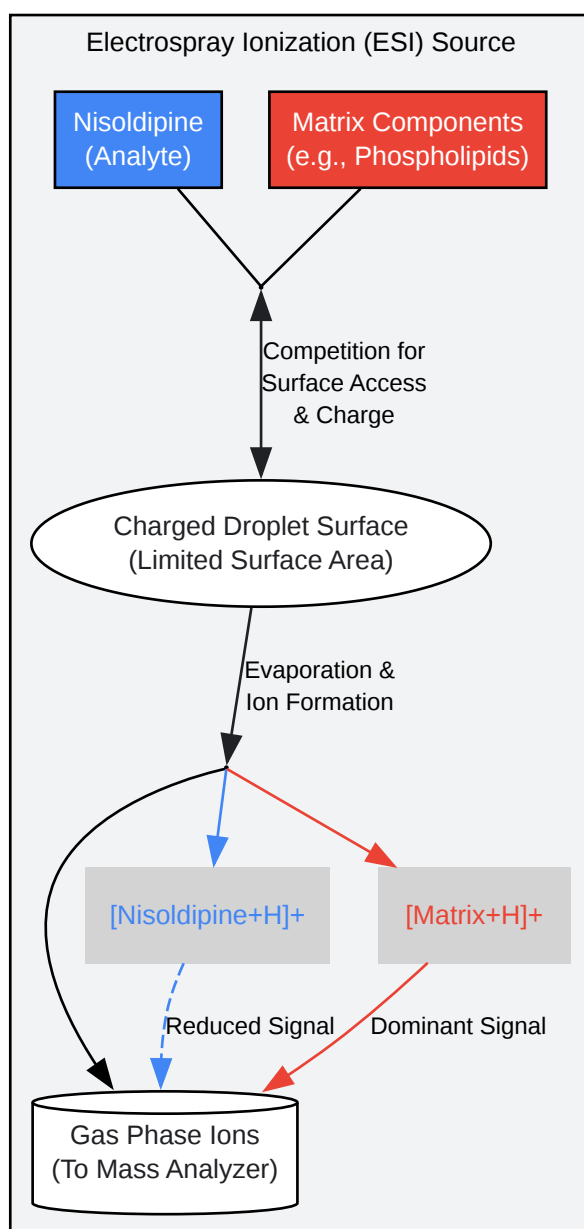 Electrospray Ionization (ESI) Source
Nisoldipine
(Analyte)
Matrix Components
(e.g., Phospholipids)
Competition for
Surface Access
& Charge
Charged Droplet Surface
(Limited Surface Area)
Evaporation &
Ion Formation
[Nisoldipine+H]+
[Matrix+H]+
Reduced Signal
Dominant Signal
Gas Phase Ions
(To Mass Analyzer)